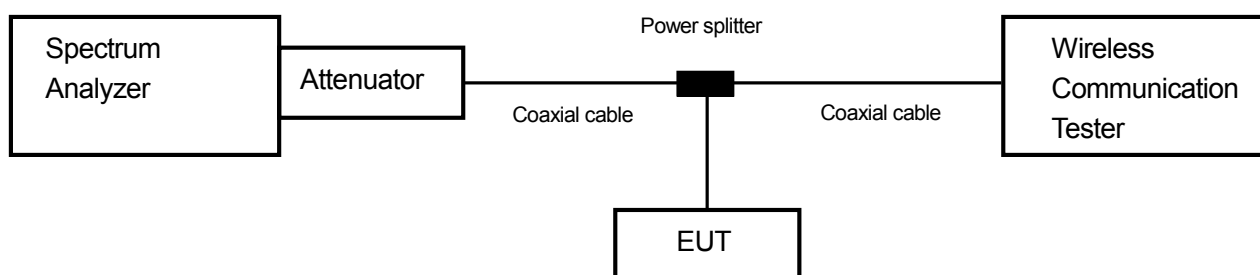 Power splitter
Spectrum
Analyzer
Attenuator
Coaxial cable
Coaxial cable
Wireless
Communication
Tester
EUT